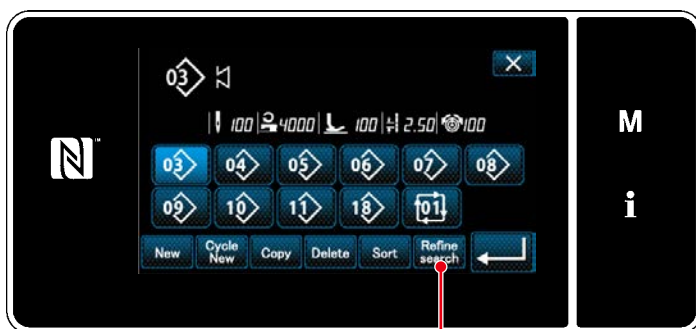 03
100 4000 100 2.50 100
03 04 05 06 07 08
09 10 11 18 01
New Cycle New Copy Delete Sort Refine search
M
i
N™